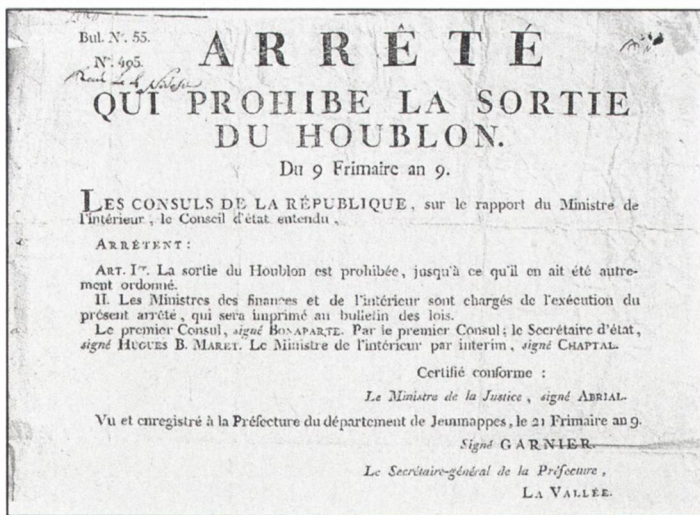 Bul. N°. 55.
ARRÊTÉ
N°. 493.
QUI PROHIBE LA SORTIE
DU HOUBLON.
Du 9 Frimaire an 9.
LES CONSULS DE LA RÉPUBLIQUE, sur le rapport du Ministre de
l'intérieur, le Conseil d'état entendu,
ARRÊTENT :
ART. Ier. La sortie du Houblon est prohibée, jusqu'à ce qu'il en ait été autre-
ment ordonné.
II. Les Ministres des finances et de l'intérieur sont chargés de l'exécution du
présent arrêté, qui sera imprimé au bulletin des lois.
Le premier Consul, signé BONAPARTE. Par le premier Consul; le Secrétaire d'état,
signé HUGUES B. MARET. Le Ministre de l'intérieur par interim, signé CHAPTAL.
Certifié conforme :
Le Ministre de la Justice, signé ABRIAL.
Vu et enregistré à la Préfecture du département de Jemmappes, le 21 Frimaire an 9.
Signé GARNIER.
Le Secrétaire-général de la Préfecture,
LA VALLÉE.